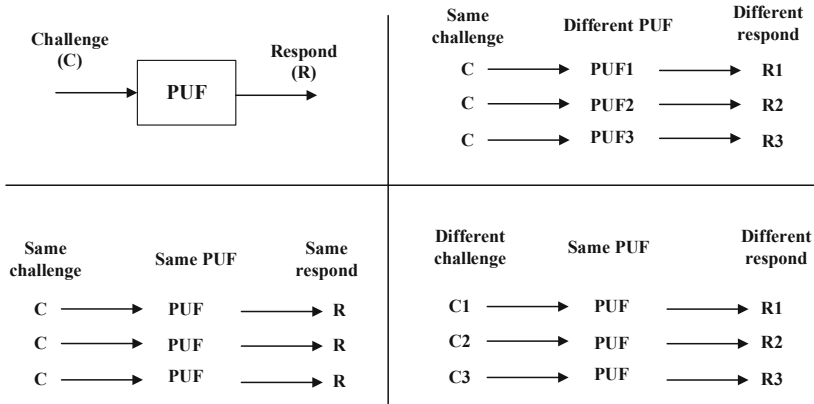 Challenge
(C)
PUF
Respond
(R)
Same
challenge
Different PUF
Different
respond
C PUF1 R1
C PUF2 R2
C PUF3 R3
Same
challenge
Same PUF
Same
respond
C PUF R
C PUF R
C PUF R
Different
challenge
Same PUF
Different
respond
C1 PUF R1
C2 PUF R2
C3 PUF R3